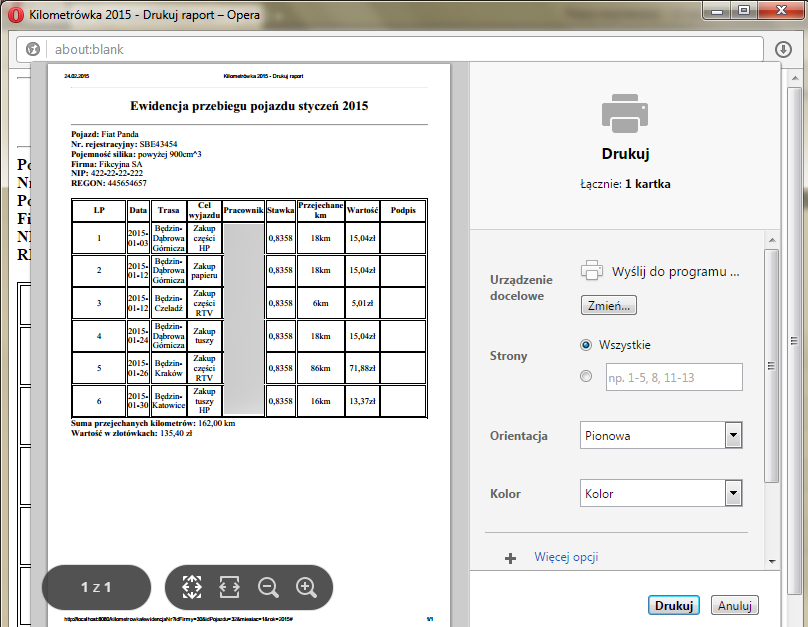 Kilometrówka 2015 - Drukuj raport – Opera
about:blank
24.02.2015 Kilometrówka 2015 - Drukuj raport
Ewidencja przebiegu pojazdu styczeń 2015
Pojazd: Fiat Panda
Nr. rejestracyjny: SBE43454
Pojemność silika: powyżej 900cm^3
Firma: Fikcyjna SA
NIP: 422-22-22-222
REGON: 445654657
LP Data Trasa Cel wyjazdu Pracownik Stawka Przejechane km Wartość Podpis
1 2015-01-03 Będzin-Dąbrowa Górnicza Zakup części HP 0,8358 18km 15,04zł
2 2015-01-12 Będzin-Dąbrowa Górnicza Zakup papieru 0,8358 18km 15,04zł
3 2015-01-12 Będzin-Czeladź Zakup części RTV 0,8358 6km 5,01zł
4 2015-01-24 Będzin-Dąbrowa Górnicza Zakup tuszy 0,8358 18km 15,04zł
5 2015-01-26 Będzin-Kraków Zakup części RTV 0,8358 86km 71,88zł
6 2015-01-30 Będzin-Katowice Zakup tuszy HP 0,8358 16km 13,37zł
Suma przejechanych kilometrów: 162,00 km
Wartość w złotówkach: 135,40 zł
1 z 1
1/1
Drukuj
Łącznie: 1 kartka
Urządzenie docelowe
Wyślij do programu ...
Zmień...
Strony
Wszystkie
np. 1-5, 8, 11-13
Orientacja
Pionowa
Kolor
Kolor
Więcej opcji
Drukuj
Anuluj